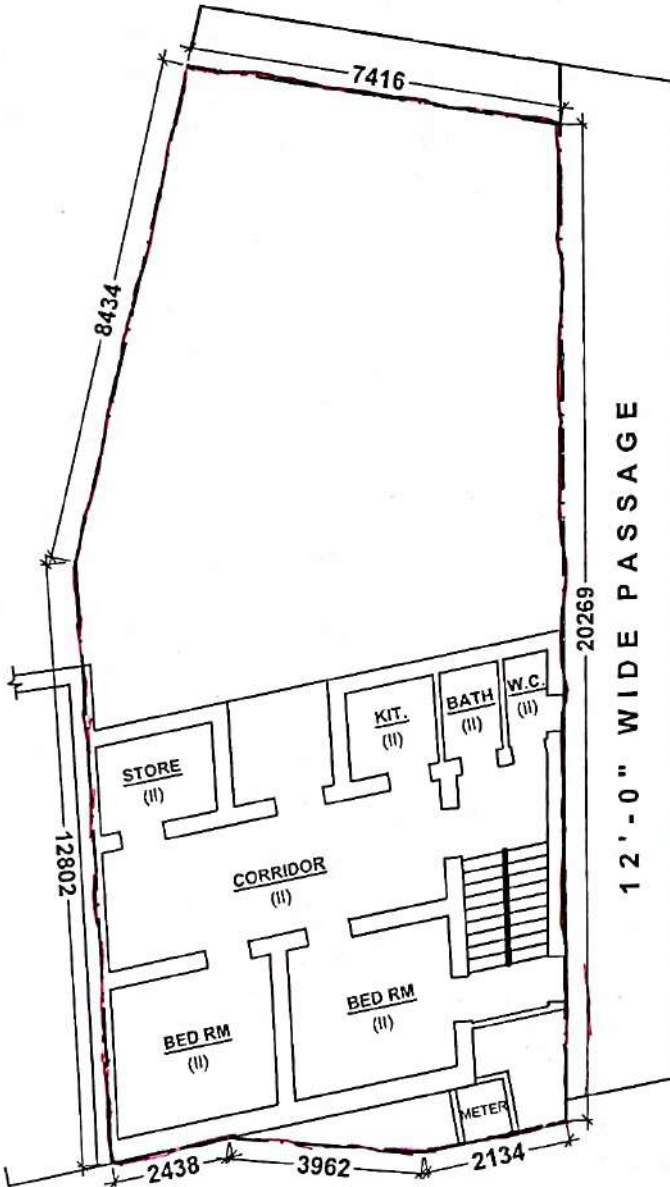 7416
8434
20269
12'-0" WIDE PASSAGE
KIT.
(II)
BATH
(II)
W.C.
(II)
STORE
(II)
12802
CORRIDOR
(II)
BED RM
(II)
BED RM
(II)
METER
2438
3962
2134